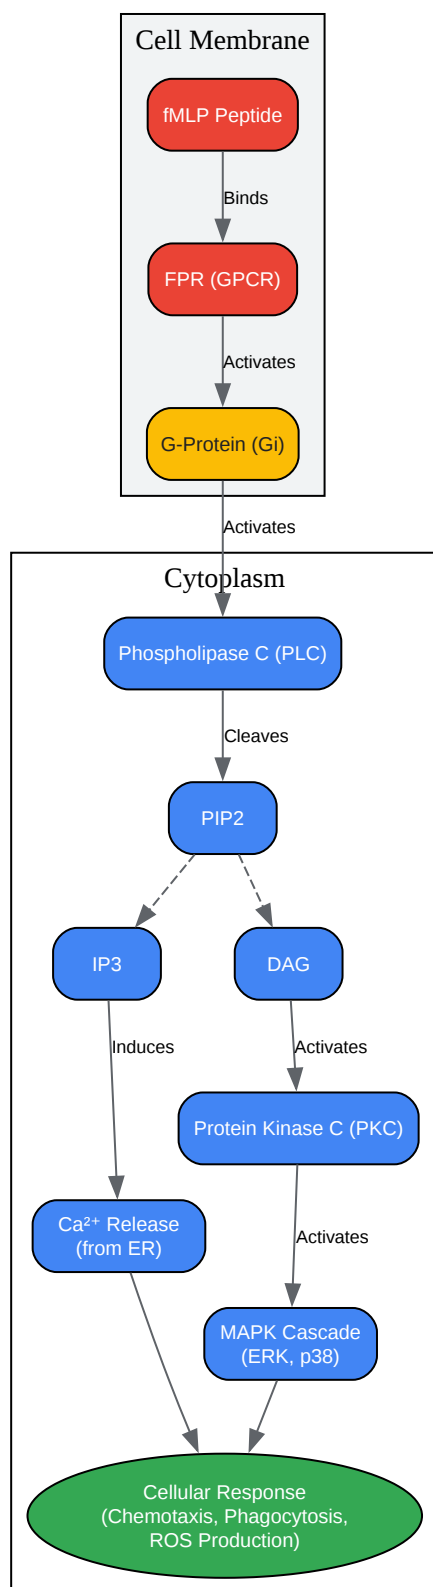 Cell Membrane
fMLP Peptide
Binds
FPR (GPCR)
Activates
G-Protein (Gi)
Activates
Cytoplasm
Phospholipase C (PLC)
Cleaves
PIP2
IP3
DAG
Induces
Activates
Protein Kinase C (PKC)
Ca²⁺ Release
(from ER)
Activates
MAPK Cascade
(ERK, p38)
Cellular Response
(Chemotaxis, Phagocytosis,
ROS Production)